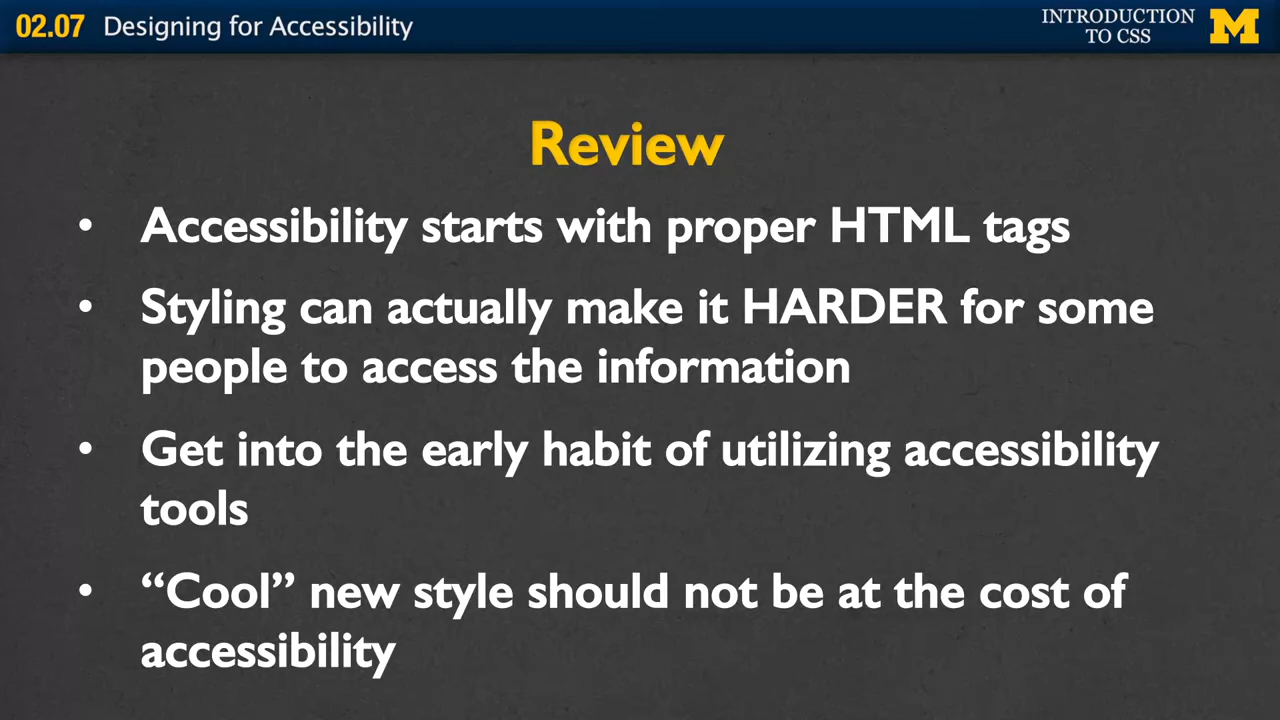 02.07 Designing for Accessibility
INTRODUCTION
TO CSS
M
Review
• Accessibility starts with proper HTML tags
• Styling can actually make it HARDER for some
people to access the information
• Get into the early habit of utilizing accessibility
tools
• “Cool” new style should not be at the cost of
accessibility